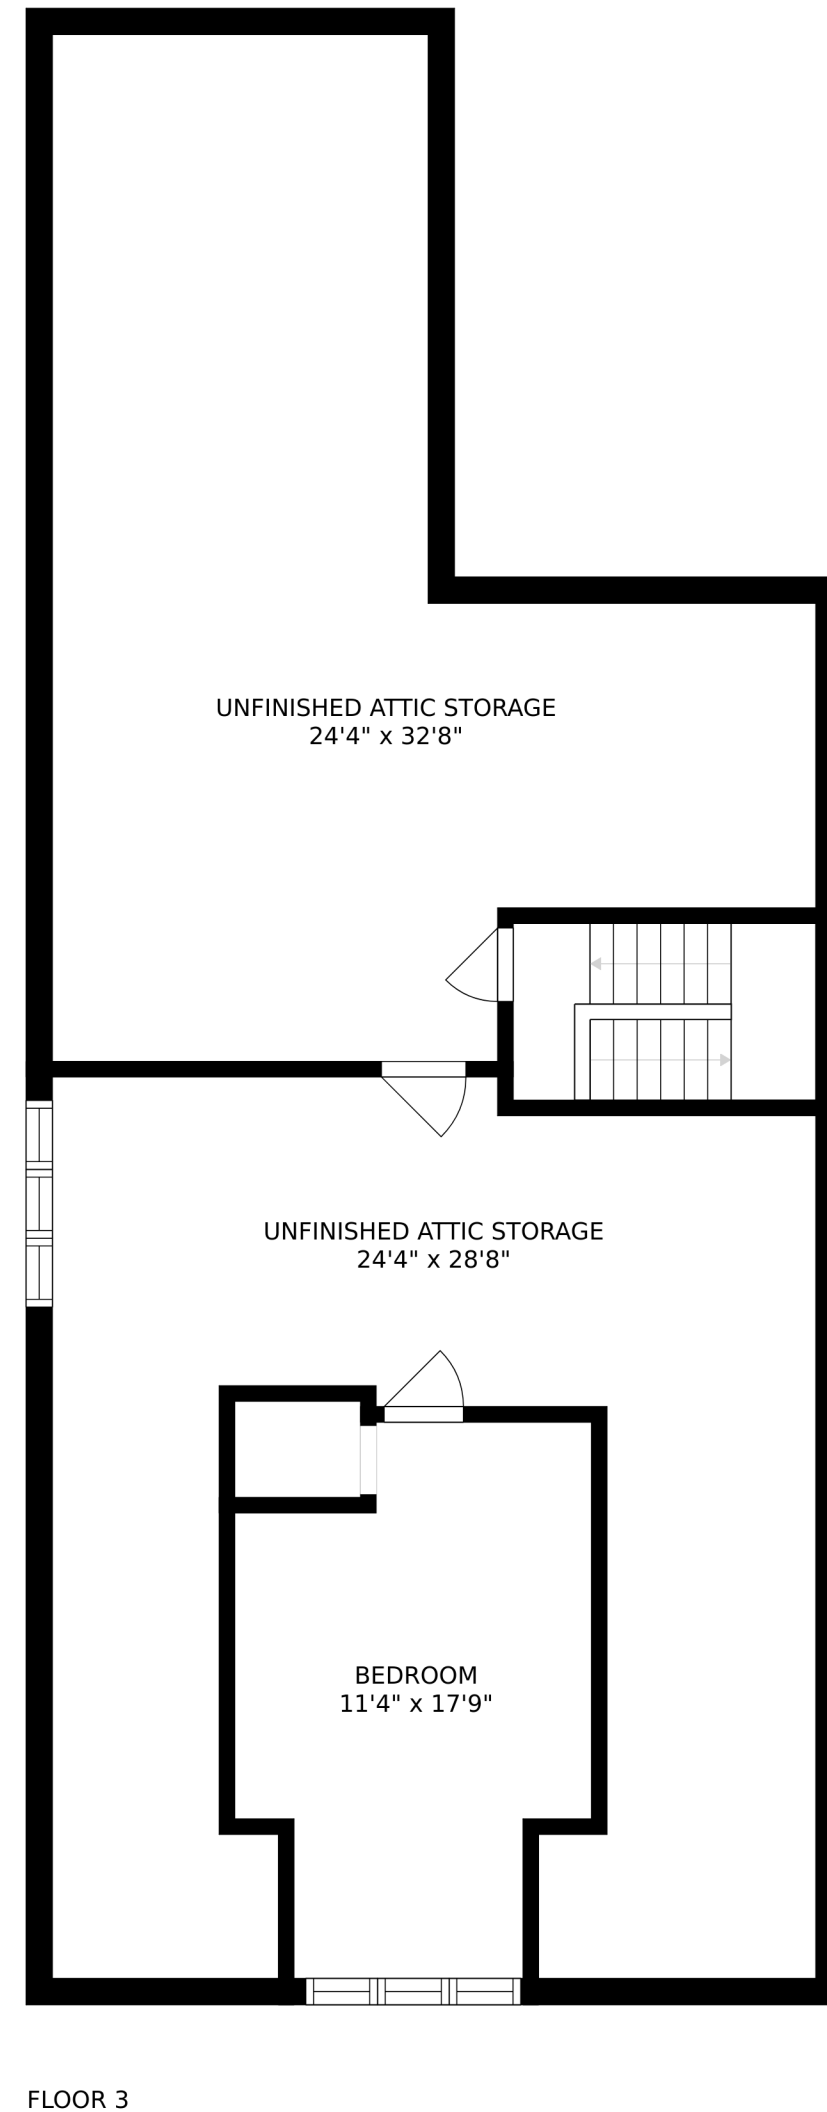 UNFINISHED ATTIC STORAGE
24'4" x 32'8"
UNFINISHED ATTIC STORAGE
24'4" x 28'8"
BEDROOM
11'4" x 17'9"
FLOOR 3